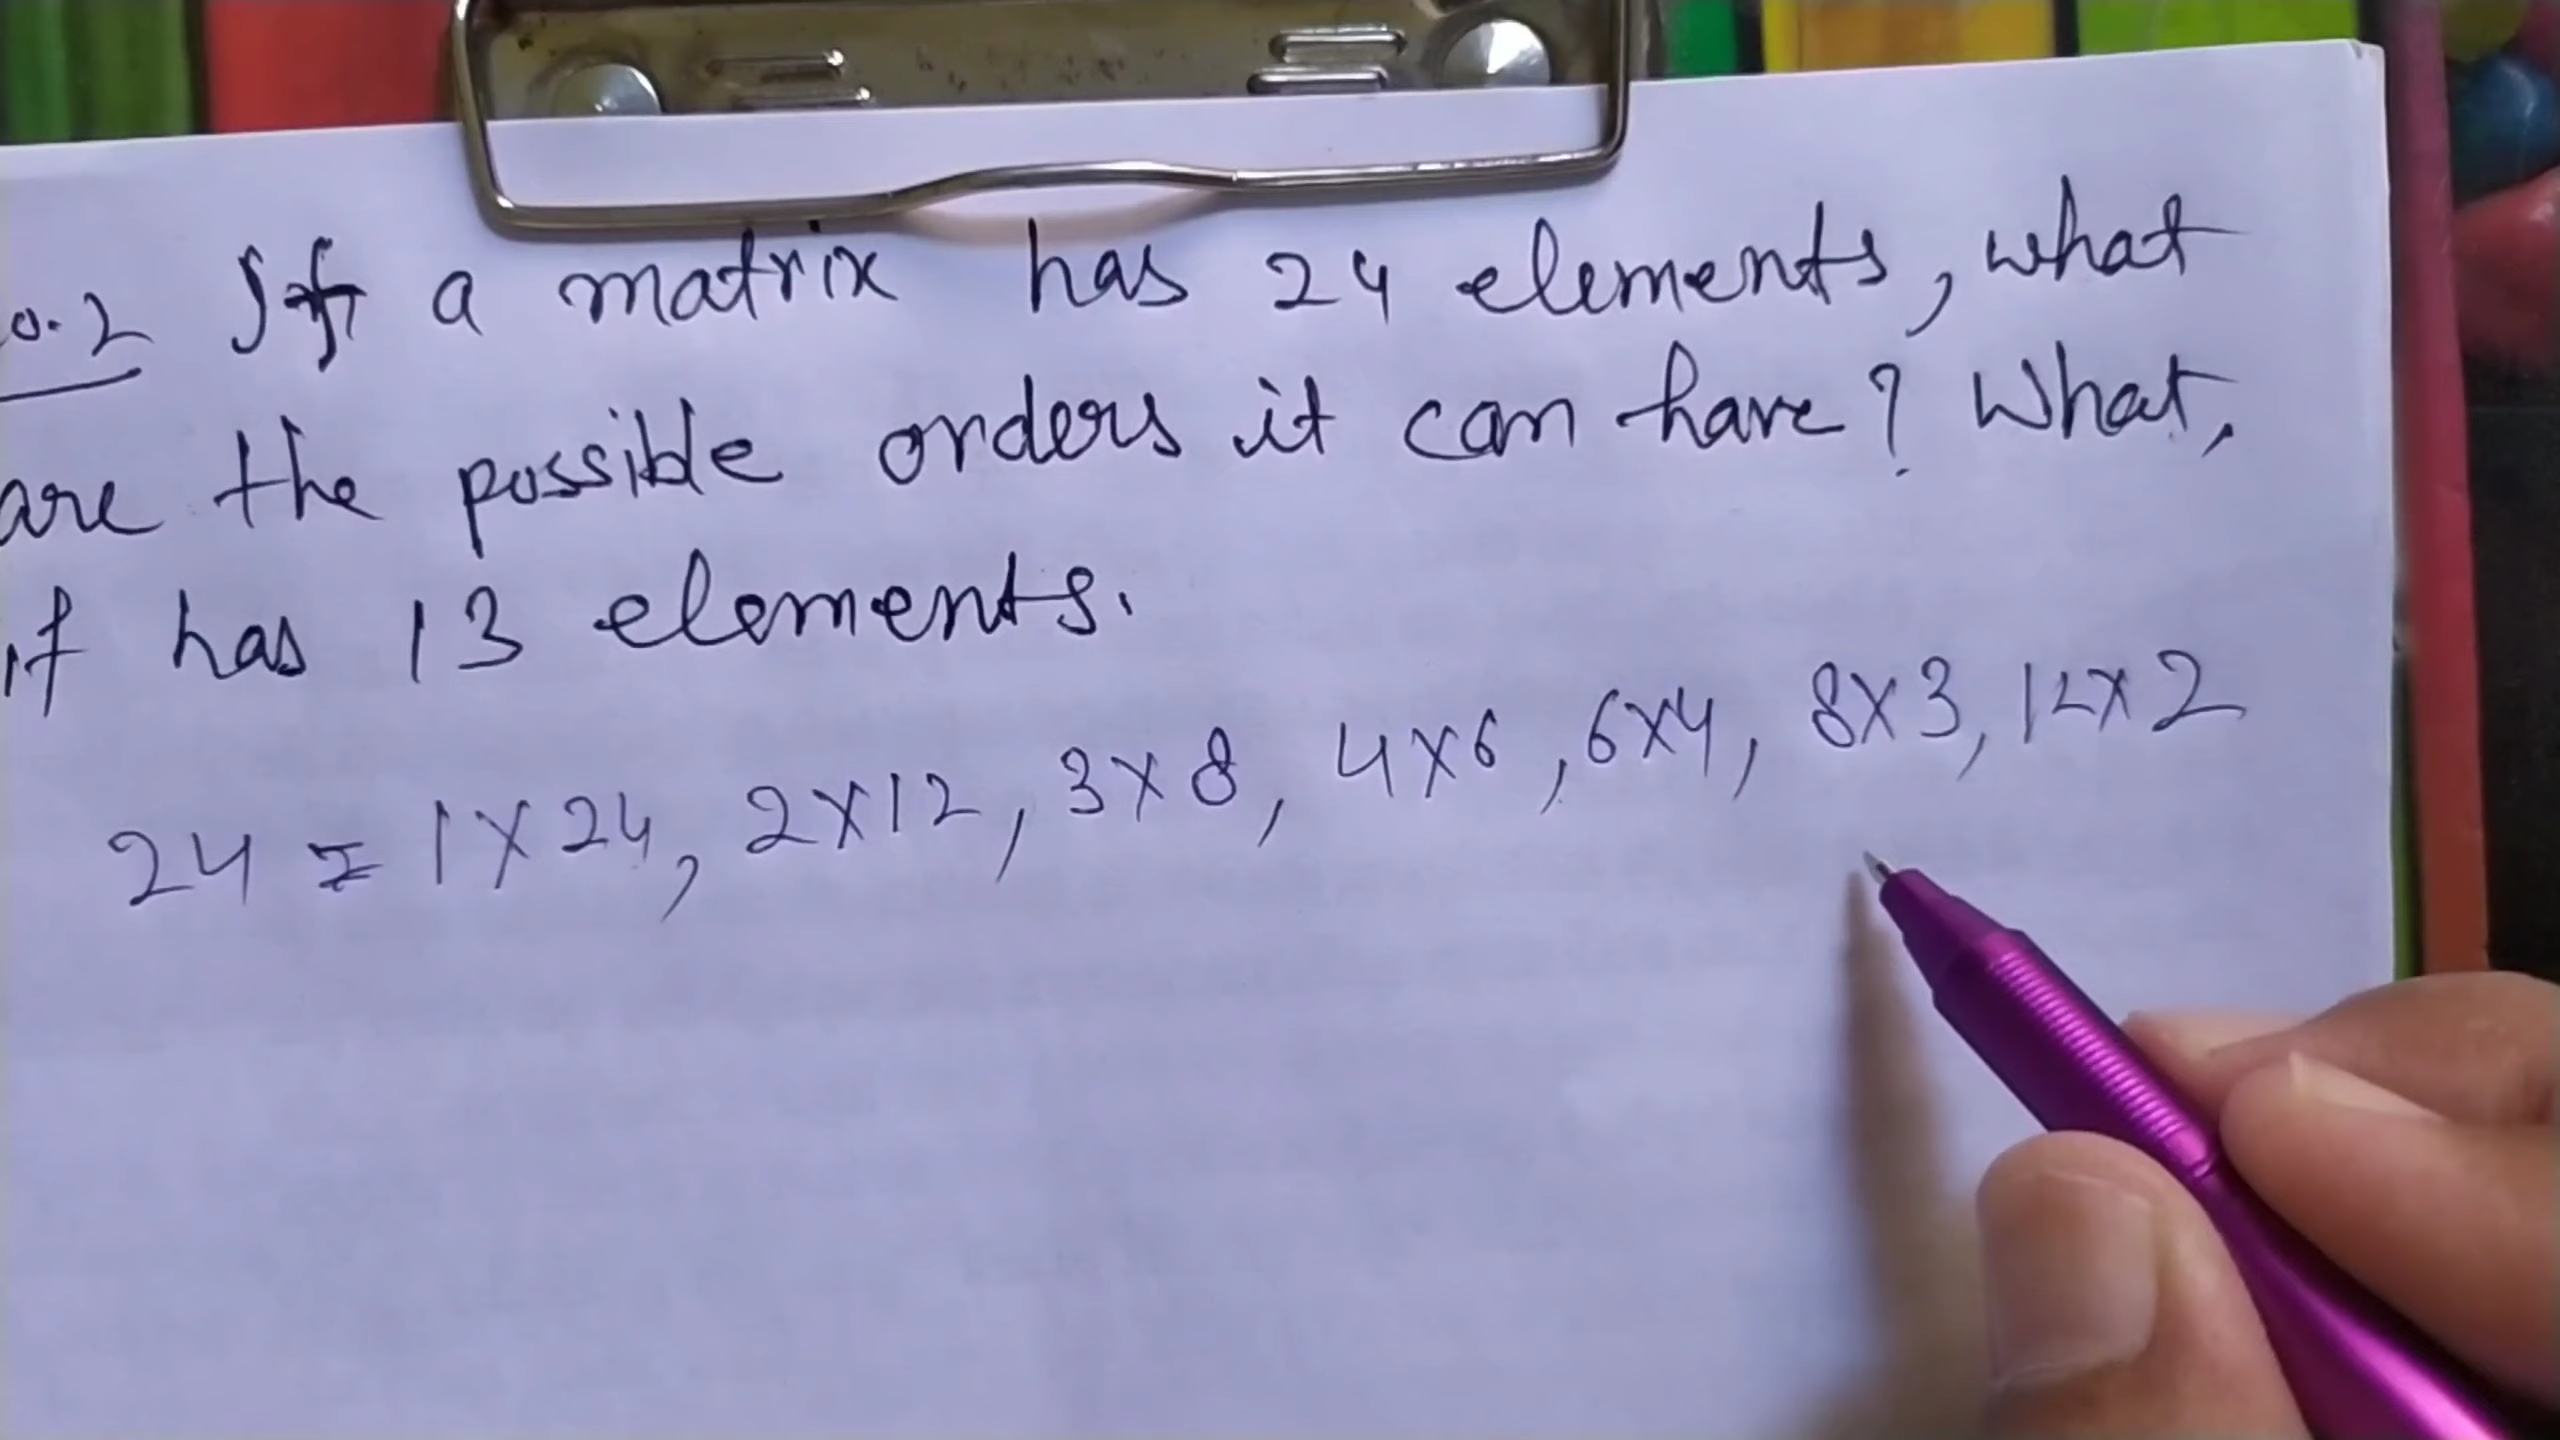 o.2 If a matrix has 24 elements, what
are the possible orders it can have? What,
if has 13 elements.
24 = 1X24, 2X12, 3X8, 4X6, 6X4, 8X3, 12X2